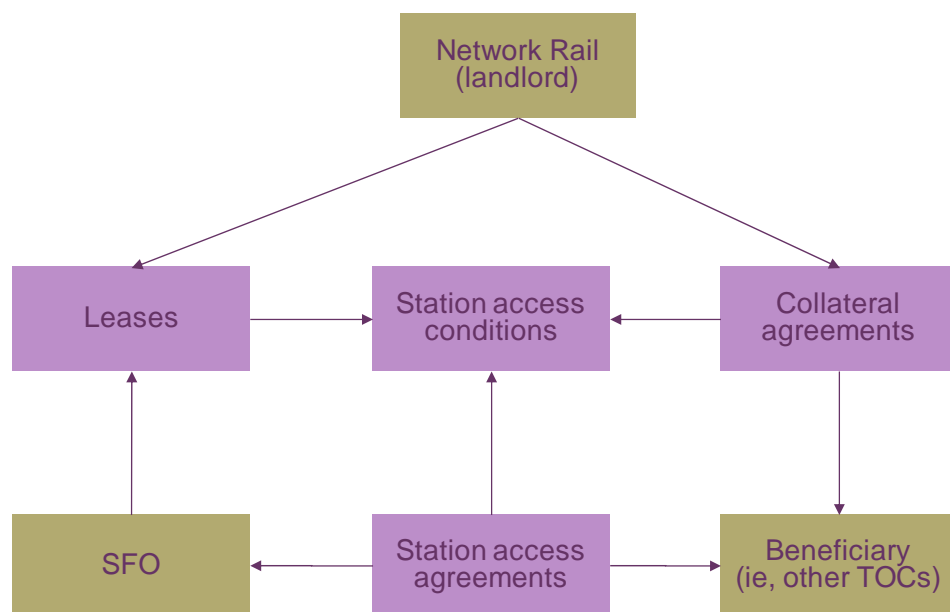 Network Rail
(landlord)
Leases
Station access
conditions
Collateral
agreements
SFO
Station access
agreements
Beneficiary
(ie, other TOCs)